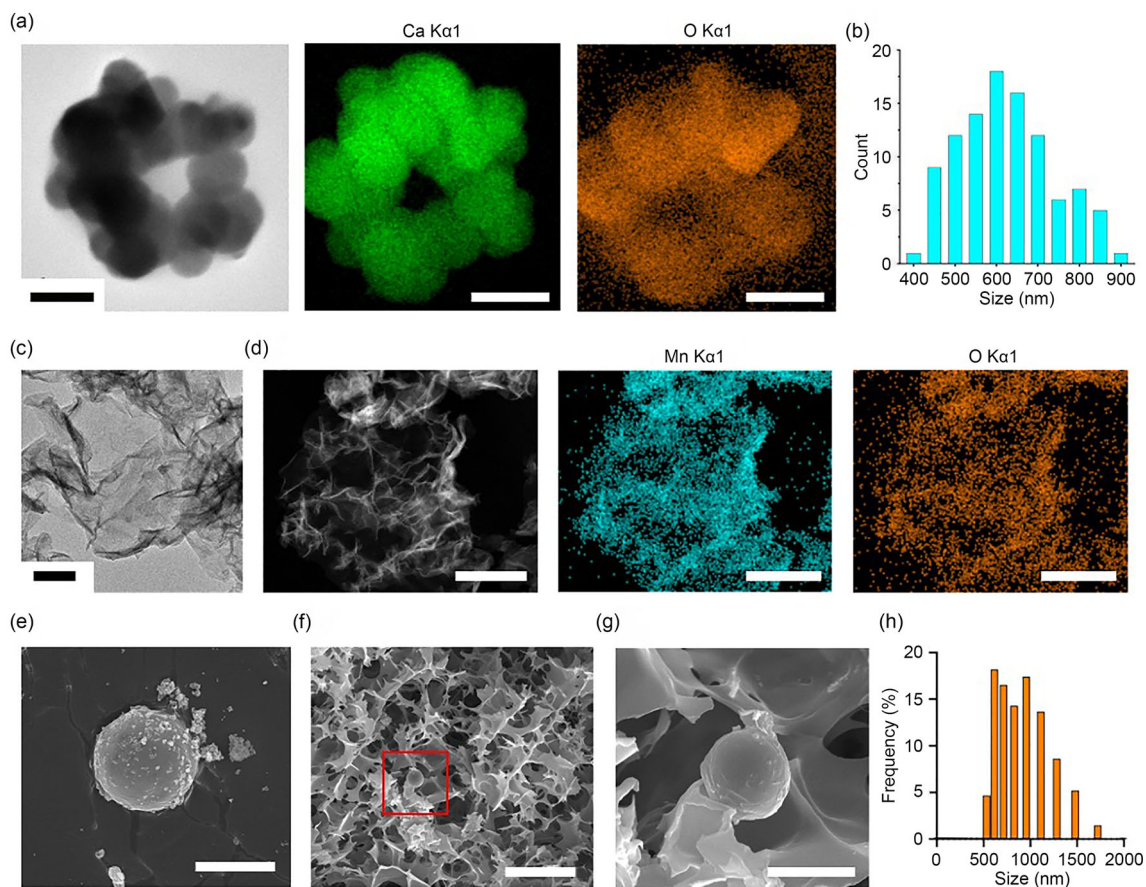 (a)
Ca Kα1
O Kα1
(b)
20
15
10
5
0
Count
400 500 600 700 800 900
Size (nm)
(c)
(d)
Mn Kα1
O Kα1
(e)
(f)
(g)
(h)
20
15
10
5
0
Frequency (%)
0 500 1000 1500 2000
Size (nm)